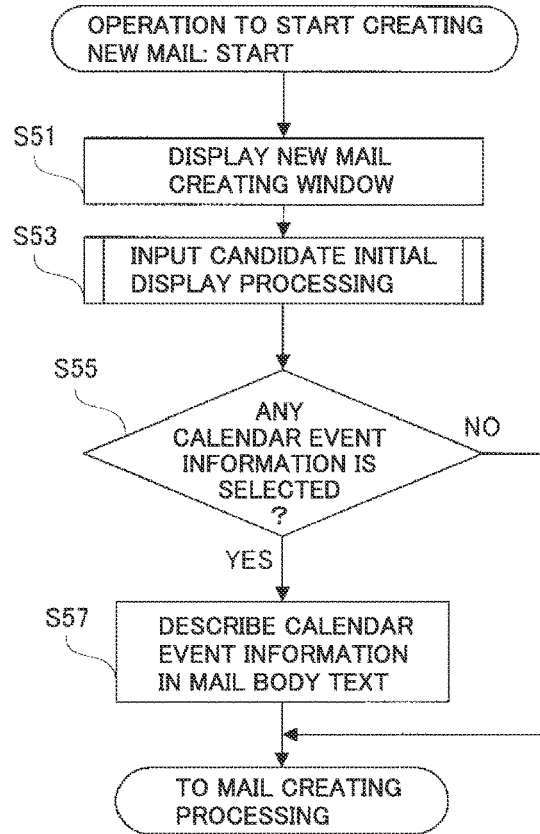 OPERATION TO START CREATING
NEW MAIL: START
S51
DISPLAY NEW MAIL
CREATING WINDOW
S53
INPUT CANDIDATE INITIAL
DISPLAY PROCESSING
S55
ANY
CALENDAR EVENT
INFORMATION IS
SELECTED
?
NO
YES
S57
DESCRIBE CALENDAR
EVENT INFORMATION
IN MAIL BODY TEXT
TO MAIL CREATING
PROCESSING